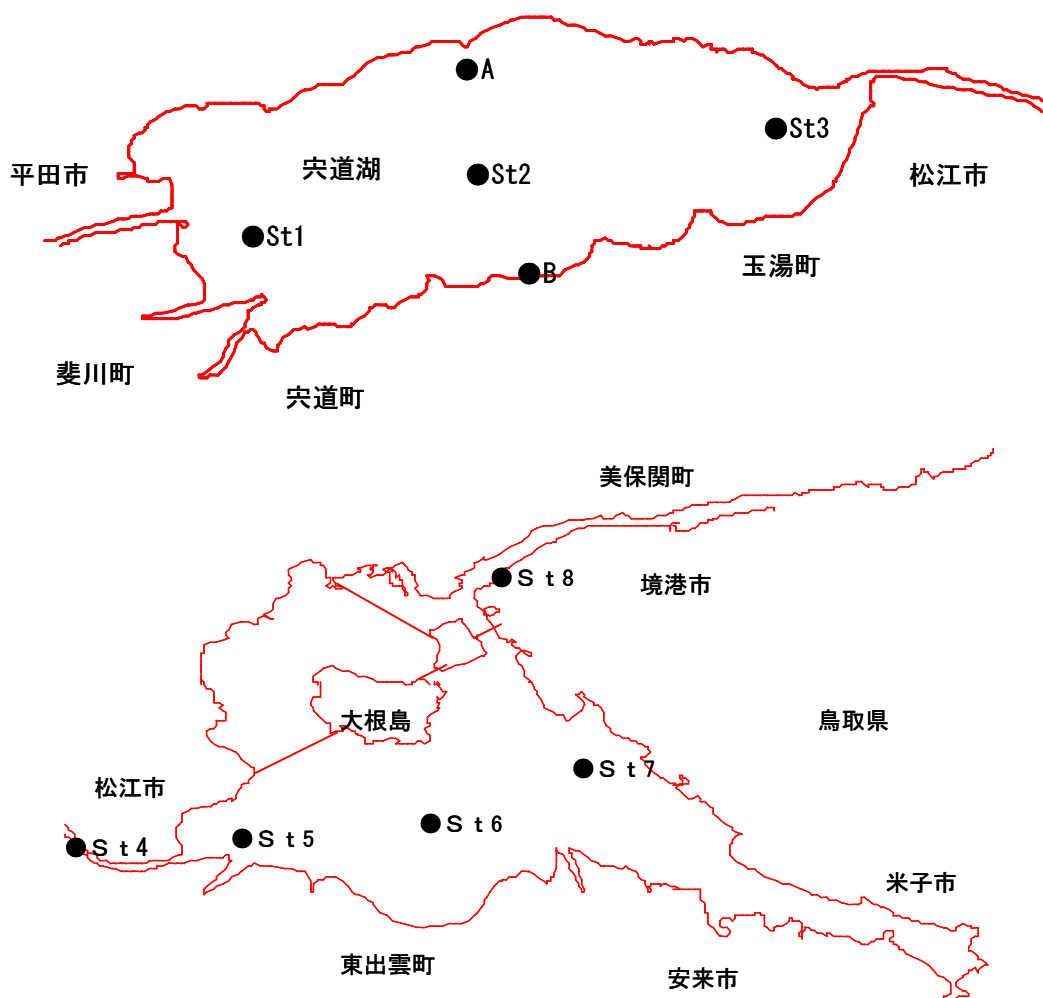 A
St3
平田市
宍道湖
St2
松江市
St1
玉湯町
B
斐川町
宍道町
美保関町
Ｓｔ８
境港市
大根島
鳥取県
Ｓｔ７
松江市
Ｓｔ６
Ｓｔ５
Ｓｔ４
米子市
東出雲町
安来市